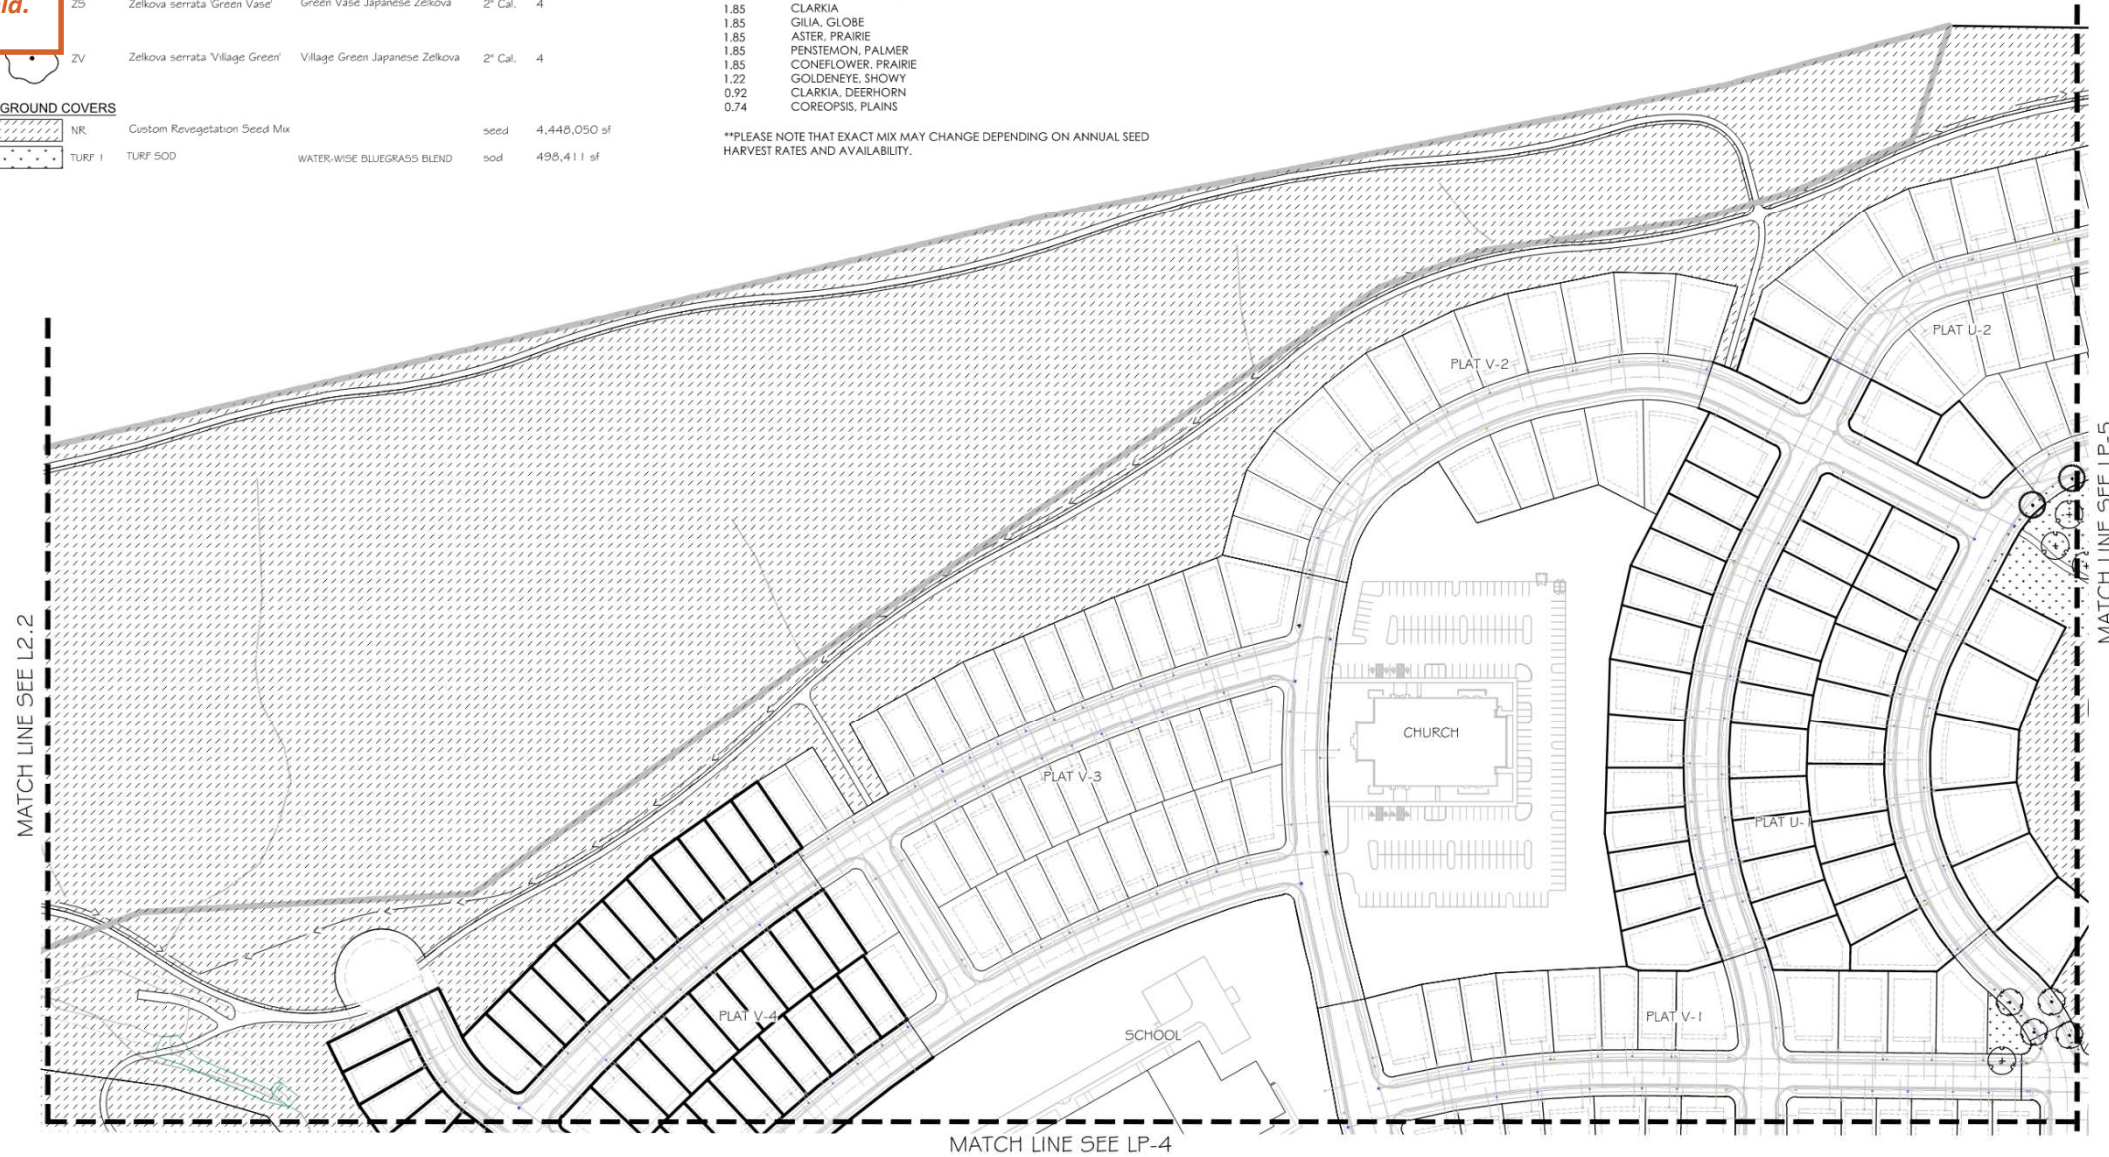 ld.
ZS Zelkova serrata 'Green Vase' Green Vase Japanese Zelkova 2" Cal. 4
ZV Zelkova serrata 'Village Green' Village Green Japanese Zelkova 2" Cal. 4
GROUND COVERS
NR Custom Revegetation Seed Mix seed 4,448,050 sf
TURF 1 TURF SOD WATER-WISE BLUEGRASS BLEND sod 498,411 sf
1.85 CLARKIA
1.85 GILIA, GLOBE
1.85 ASTER, PRAIRIE
1.85 PENSTEMON, PALMER
1.85 CONEFLOWER, PRAIRIE
1.22 GOLDENEYE, SHOWY
0.92 CLARKIA, DEERHORN
0.74 COREOPSIS, PLAINS
**PLEASE NOTE THAT EXACT MIX MAY CHANGE DEPENDING ON ANNUAL SEED
HARVEST RATES AND AVAILABILITY.
PLAT U-2
PLAT V-2
MATCH LINE SEE LP-5
MATCH LINE SEE L2.2
CHURCH
PLAT V-3
PLAT U-1
PLAT V-4
PLAT V-1
SCHOOL
MATCH LINE SEE LP-4